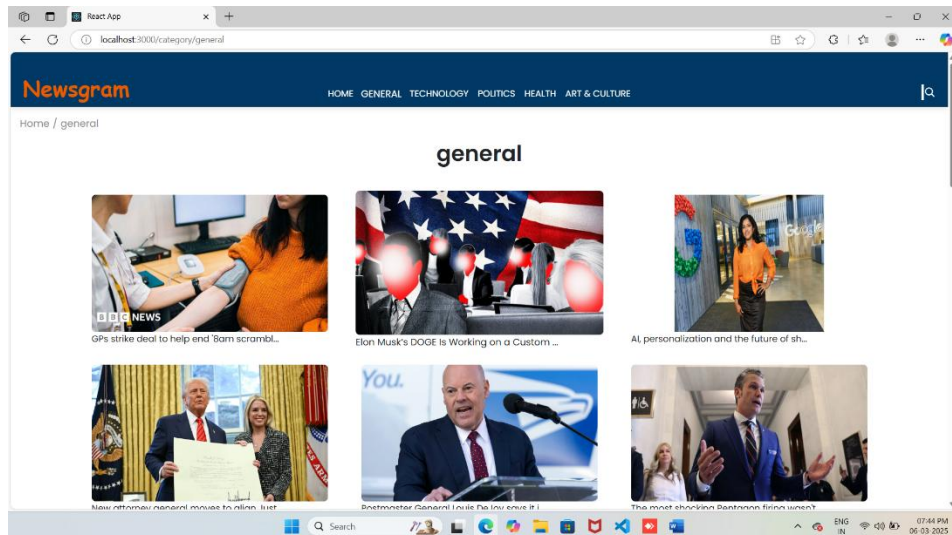 React App
localhost:3000/category/general
Newsgram
HOME GENERAL TECHNOLOGY POLITICS HEALTH ART & CULTURE
Home / general
general
BBC NEWS
Google
GPs strike deal to help end '8am scrambl...
Elon Musk's DOGE Is Working on a Custom ...
AI, personalization and the future of sh...
You.
New attorney general moves to align Just...
Postmaster General Louis DeJoy says it i...
The most shocking Pentagon firing wasn't...
Search
ENG
IN
07:44 PM
06-03-2025